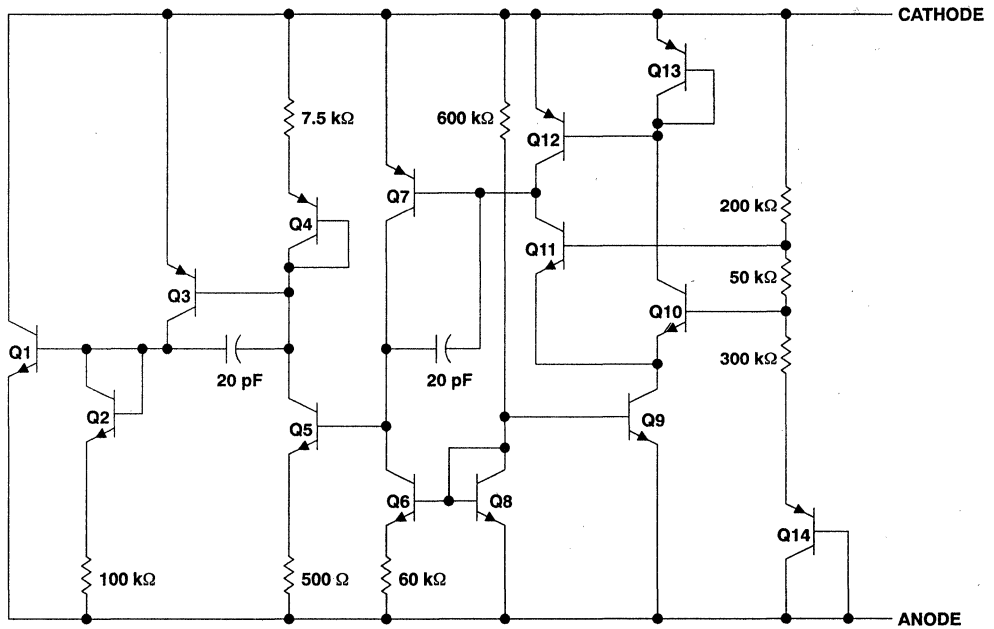 CATHODE
Q13
7.5 kΩ
600 kΩ
Q12
Q7
Q4
200 kΩ
Q11
50 kΩ
Q3
Q10
Q1
20 pF
20 pF
300 kΩ
Q2
Q5
Q9
Q6
Q8
Q14
100 kΩ
500 Ω
60 kΩ
ANODE